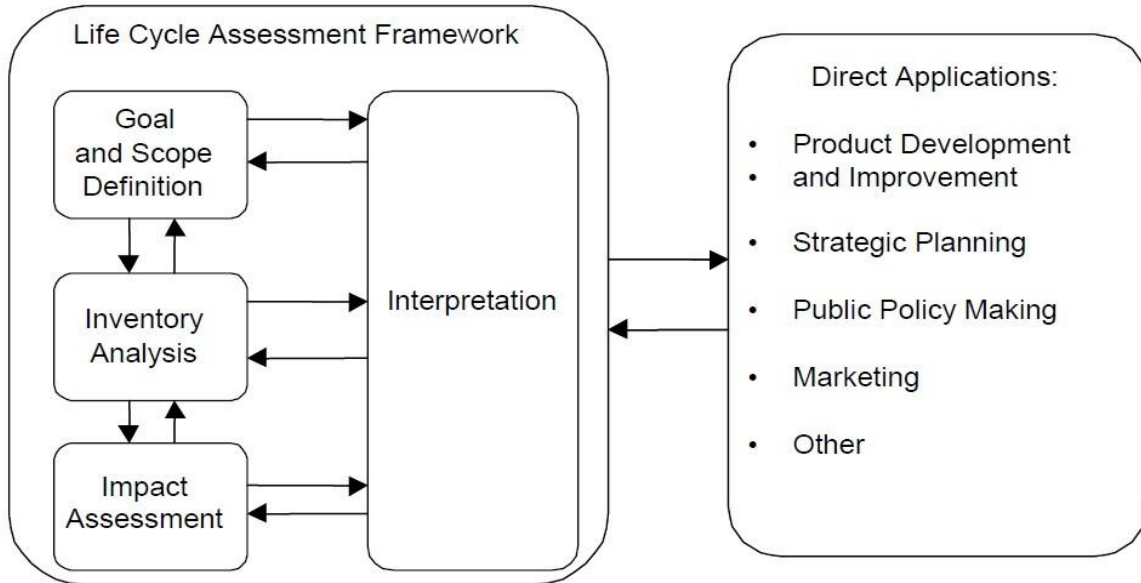 Life Cycle Assessment Framework
Goal
and Scope
Definition
Inventory
Analysis
Impact
Assessment
Interpretation
Direct Applications:
• Product Development
• and Improvement
• Strategic Planning
• Public Policy Making
• Marketing
• Other